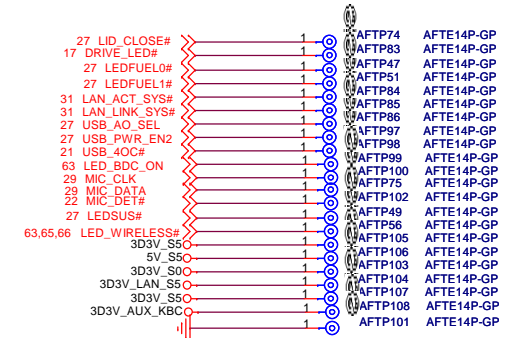 27 LID_CLOSE# 1 AFTP74 AFTE14P-GP
17 DRIVE_LED# 1 AFTP83 AFTE14P-GP
27 LEDFUEL0# 1 AFTP47 AFTE14P-GP
27 LEDFUEL1# 1 AFTP51 AFTE14P-GP
31 LAN_ACT_SYS# 1 AFTP84 AFTE14P-GP
31 LAN_LINK_SYS# 1 AFTP85 AFTE14P-GP
27 USB_AO_SEL 1 AFTP86 AFTE14P-GP
27 USB_PWR_EN2 1 AFTP97 AFTE14P-GP
21 USB_4OC# 1 AFTP98 AFTE14P-GP
63 LED_BDC_ON 1 AFTP99 AFTE14P-GP
29 MIC_CLK 1 AFTP100 AFTE14P-GP
29 MIC_DATA 1 AFTP75 AFTE14P-GP
22 MIC_DET# 1 AFTP102 AFTE14P-GP
27 LEDSUS# 1 AFTP49 AFTE14P-GP
63,65,66 LED_WIRELESS# 1 AFTP56 AFTE14P-GP
3D3V_S5 1 AFTP105 AFTE14P-GP
5V_S5 1 AFTP106 AFTE14P-GP
3D3V_S0 1 AFTP103 AFTE14P-GP
3D3V_LAN_S5 1 AFTP104 AFTE14P-GP
3D3V_S5 1 AFTP107 AFTE14P-GP
3D3V_AUX_KBC 1 AFTP108 AFTE14P-GP
1 AFTP101 AFTE14P-GP